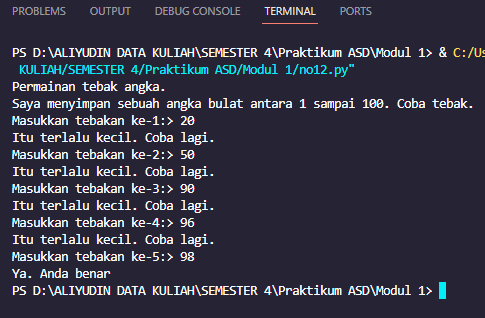 PROBLEMS OUTPUT DEBUG CONSOLE TERMINAL PORTS
PS D:\ALIYUDIN DATA KULIAH\SEMESTER 4\Praktikum ASD\Modul 1> & C:/Us
KULIAH/SEMESTER 4/Praktikum ASD/Modul 1/no12.py"
Permainan tebak angka.
Saya menyimpan sebuah angka bulat antara 1 sampai 100. Coba tebak.
Masukkan tebakan ke-1:> 20
Itu terlalu kecil. Coba lagi.
Masukkan tebakan ke-2:> 50
Itu terlalu kecil. Coba lagi.
Masukkan tebakan ke-3:> 90
Itu terlalu kecil. Coba lagi.
Masukkan tebakan ke-4:> 96
Itu terlalu kecil. Coba lagi.
Masukkan tebakan ke-5:> 98
Ya. Anda benar
PS D:\ALIYUDIN DATA KULIAH\SEMESTER 4\Praktikum ASD\Modul 1>